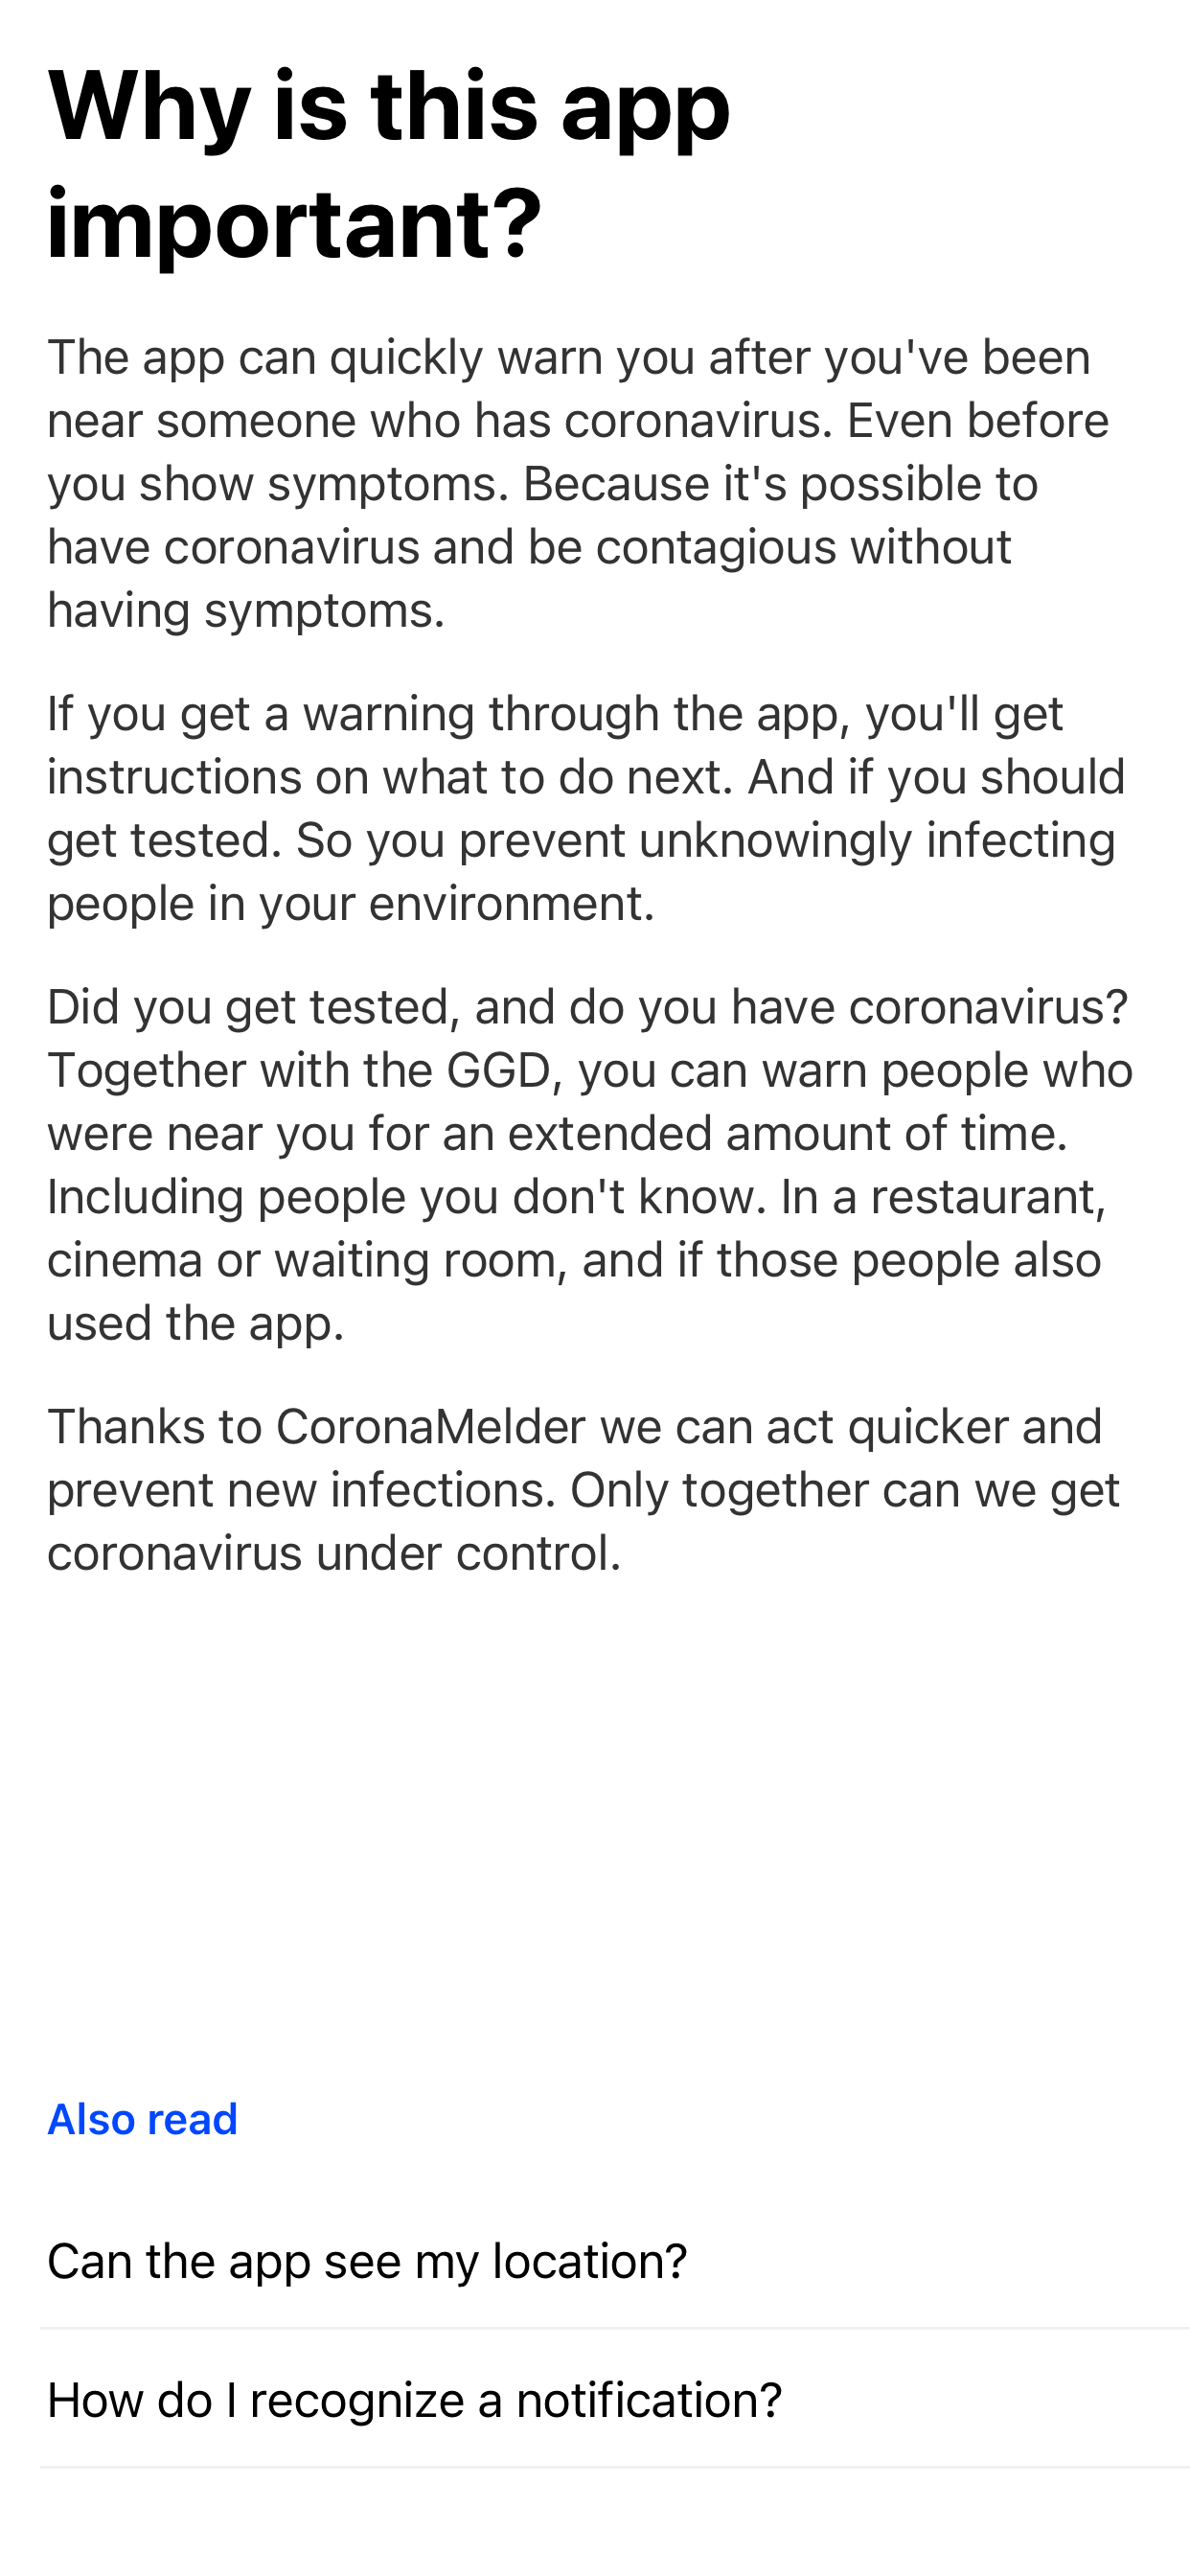 Why is this app
important?
The app can quickly warn you after you've been
near someone who has coronavirus. Even before
you show symptoms. Because it's possible to
have coronavirus and be contagious without
having symptoms.
If you get a warning through the app, you'll get
instructions on what to do next. And if you should
get tested. So you prevent unknowingly infecting
people in your environment.
Did you get tested, and do you have coronavirus?
Together with the GGD, you can warn people who
were near you for an extended amount of time.
Including people you don't know. In a restaurant,
cinema or waiting room, and if those people also
used the app.
Thanks to CoronaMelder we can act quicker and
prevent new infections. Only together can we get
coronavirus under control.
Also read
Can the app see my location?
How do I recognize a notification?